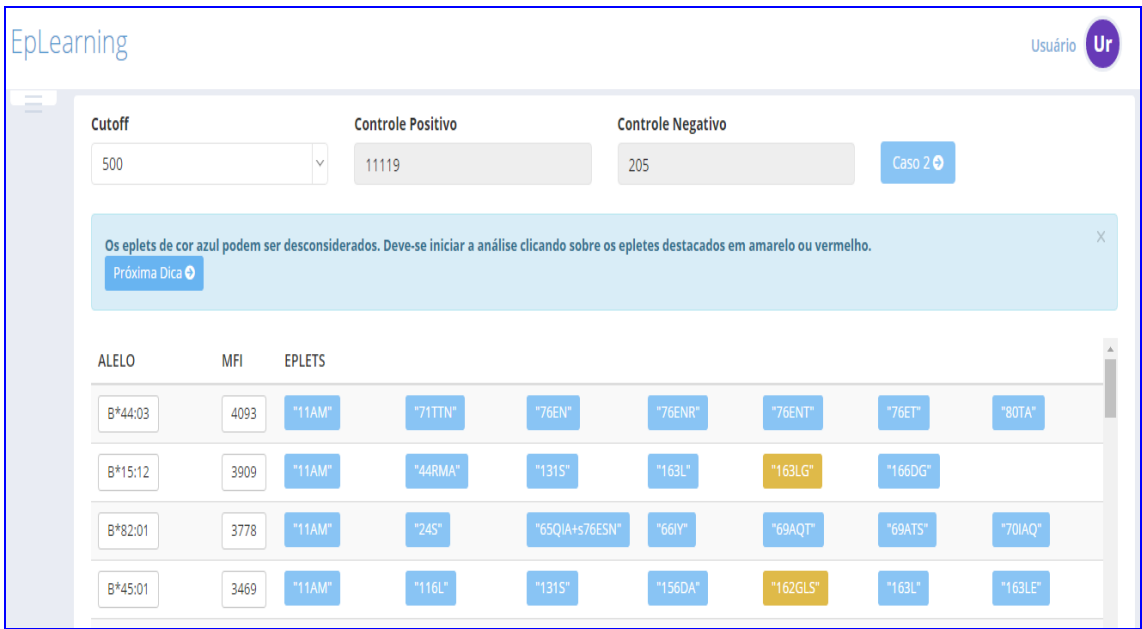 EpLearning
Usuário Ur
Cutoff Controle Positivo Controle Negativo
500 11119 205 Caso 2
Os eplets de cor azul podem ser desconsiderados. Deve-se iniciar a análise clicando sobre os epletes destacados em amarelo ou vermelho. X
Próxima Dica
ALELO MFI EPLETS
B*44:03 4093 "11AM" "71TTN" "76EN" "76ENR" "76ENT" "76ET" "80TA"
B*15:12 3909 "11AM" "44RMA" "131S" "163L" "163LG" "166DG"
B*82:01 3778 "11AM" "24S" "65QIA+s76ESN" "66IY" "69AQT" "69ATS" "70IAQ"
B*45:01 3469 "11AM" "116L" "131S" "156DA" "162GLS" "163L" "163LE"